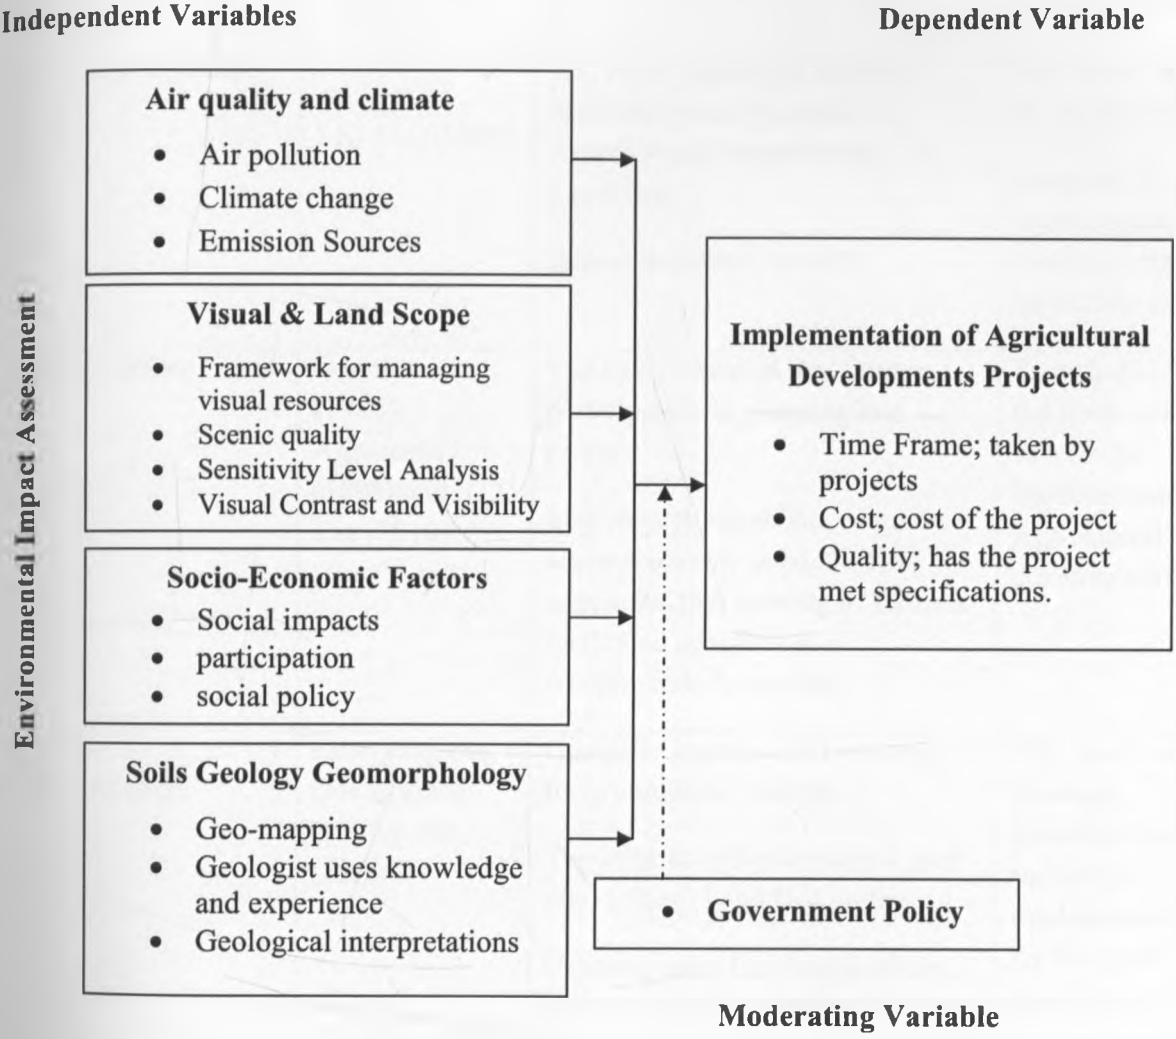 Independent Variables
Dependent Variable
Environmental Impact Assessment
Air quality and climate
• Air pollution
• Climate change
• Emission Sources
Visual & Land Scope
• Framework for managing
visual resources
• Scenic quality
• Sensitivity Level Analysis
• Visual Contrast and Visibility
Socio-Economic Factors
• Social impacts
• participation
• social policy
Soils Geology Geomorphology
• Geo-mapping
• Geologist uses knowledge
and experience
• Geological interpretations
Implementation of Agricultural
Developments Projects
• Time Frame; taken by
projects
• Cost; cost of the project
• Quality; has the project
met specifications.
• Government Policy
Moderating Variable